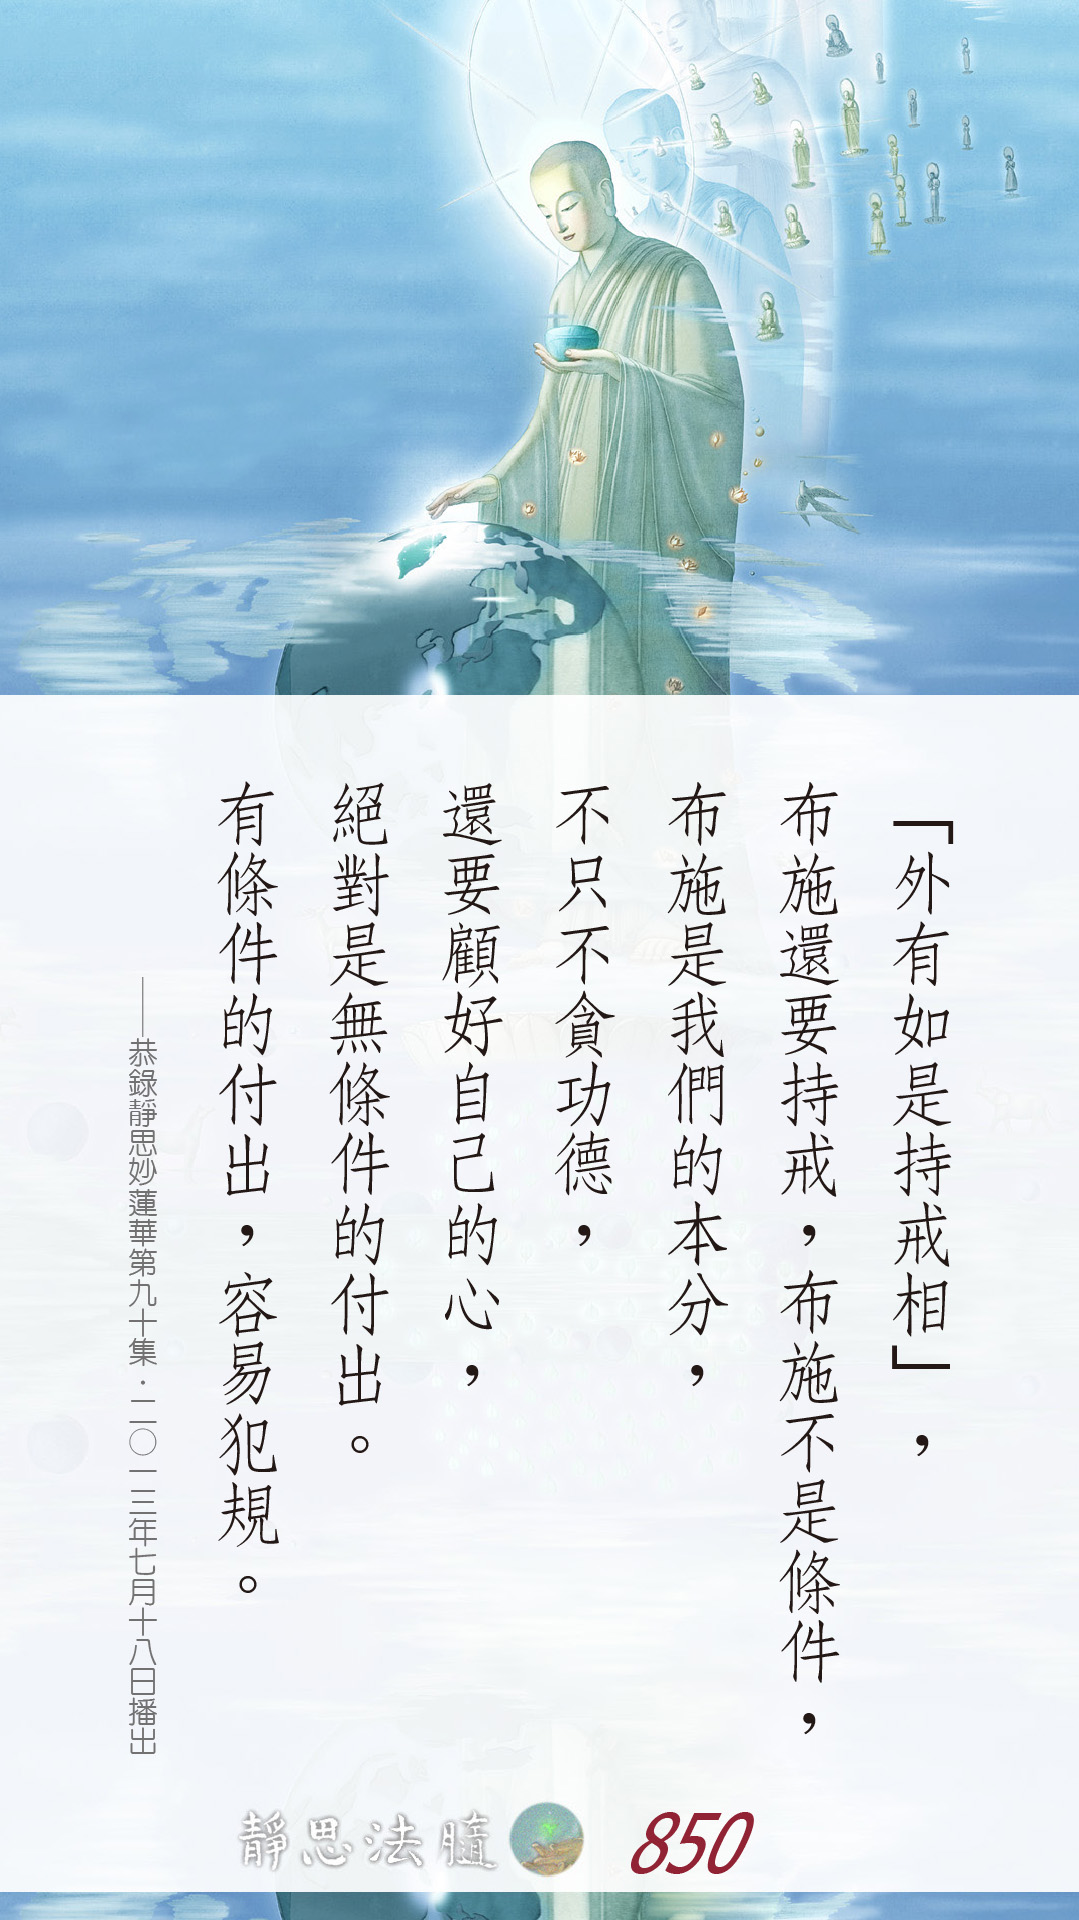 「外有如是持戒相」，
布施還要持戒，布施不是條件，
布施是我們的本分，
不只不貪功德，
還要顧好自己的心，
絕對是無條件的付出。
有條件的付出，容易犯規。
——恭錄靜思妙蓮華第九十集．二〇一三年七月十八日播出
靜思法髓
850